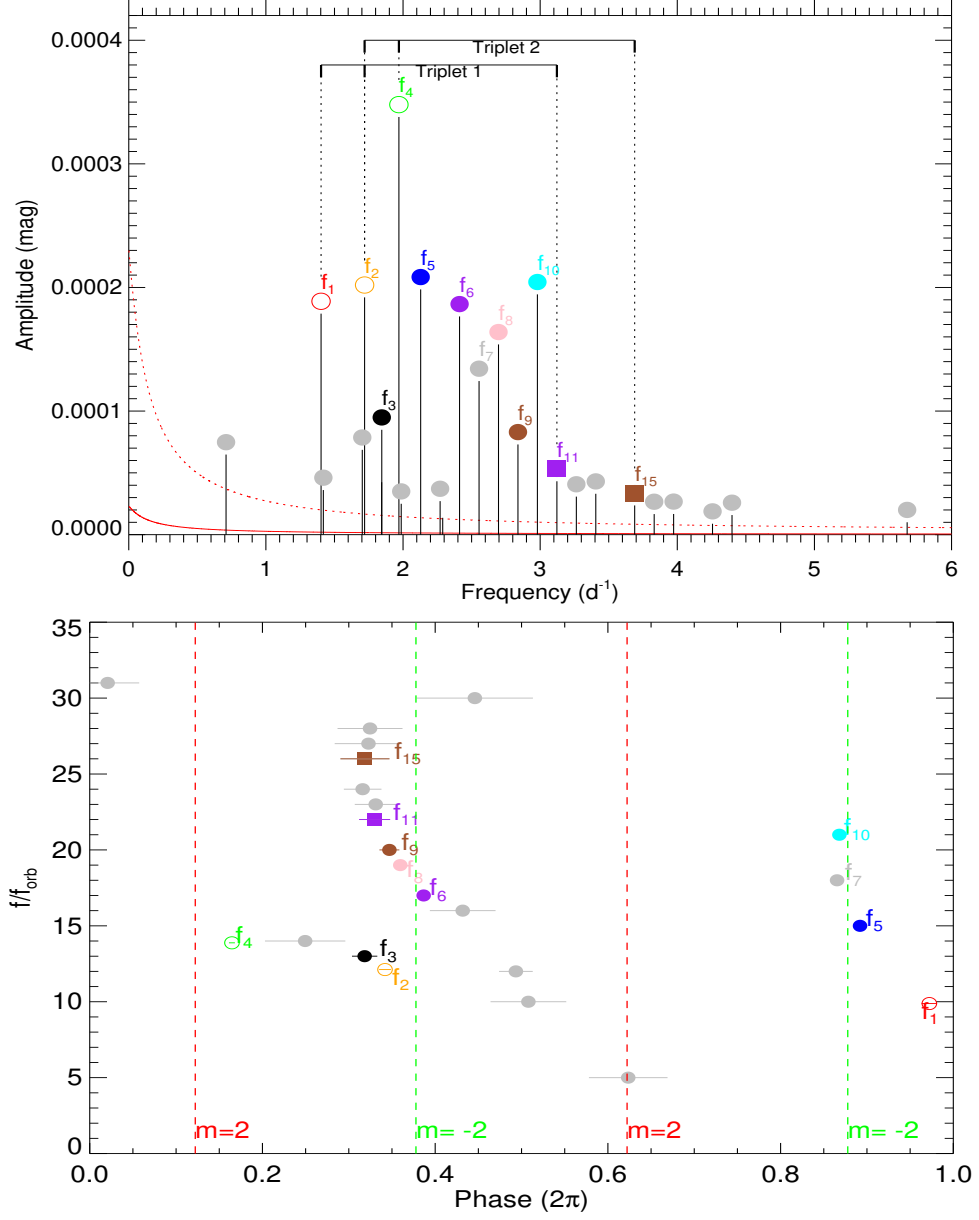 0.0004
0.0003
0.0002
0.0001
0.0000
Amplitude (mag)
Triplet 2
Triplet 1
f4
f1
f2
f5
f6
f10
f8
f7
f3
f9
f11
f15
0 1 2 3 4 5 6
Frequency (d-1)
35
30
25
20
15
10
5
0
f/forb
f15
f11
f9
f8
f6
f4
f3
f2
f10
f7
f5
f1
m=2
m= -2
m=2
m= -2
0.0 0.2 0.4 0.6 0.8 1.0
Phase (2π)